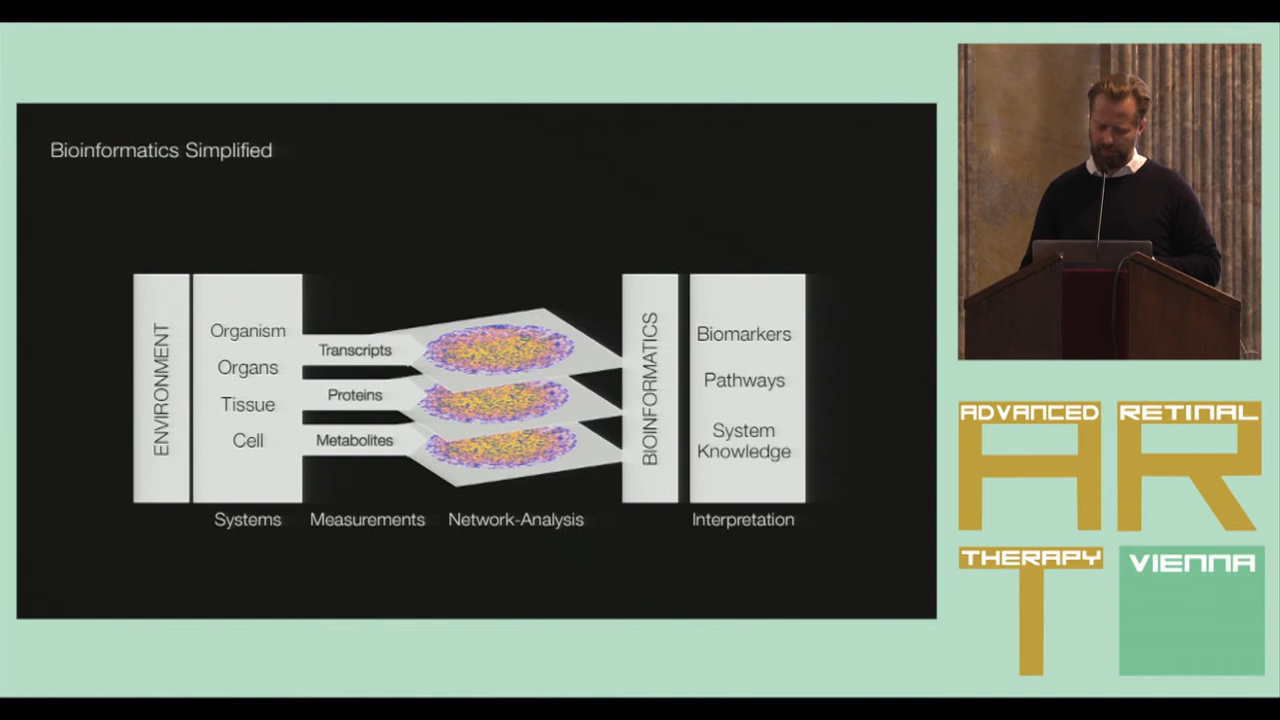 Bioinformatics Simplified
ENVIRONMENT
Organism
Organs
Tissue
Cell
Transcripts
Proteins
Metabolites
BIOINFORMATICS
Biomarkers
Pathways
System
Knowledge
Systems
Measurements
Network-Analysis
Interpretation
ADVANCED RETINAL
A R
THERAPY VIENNA
T